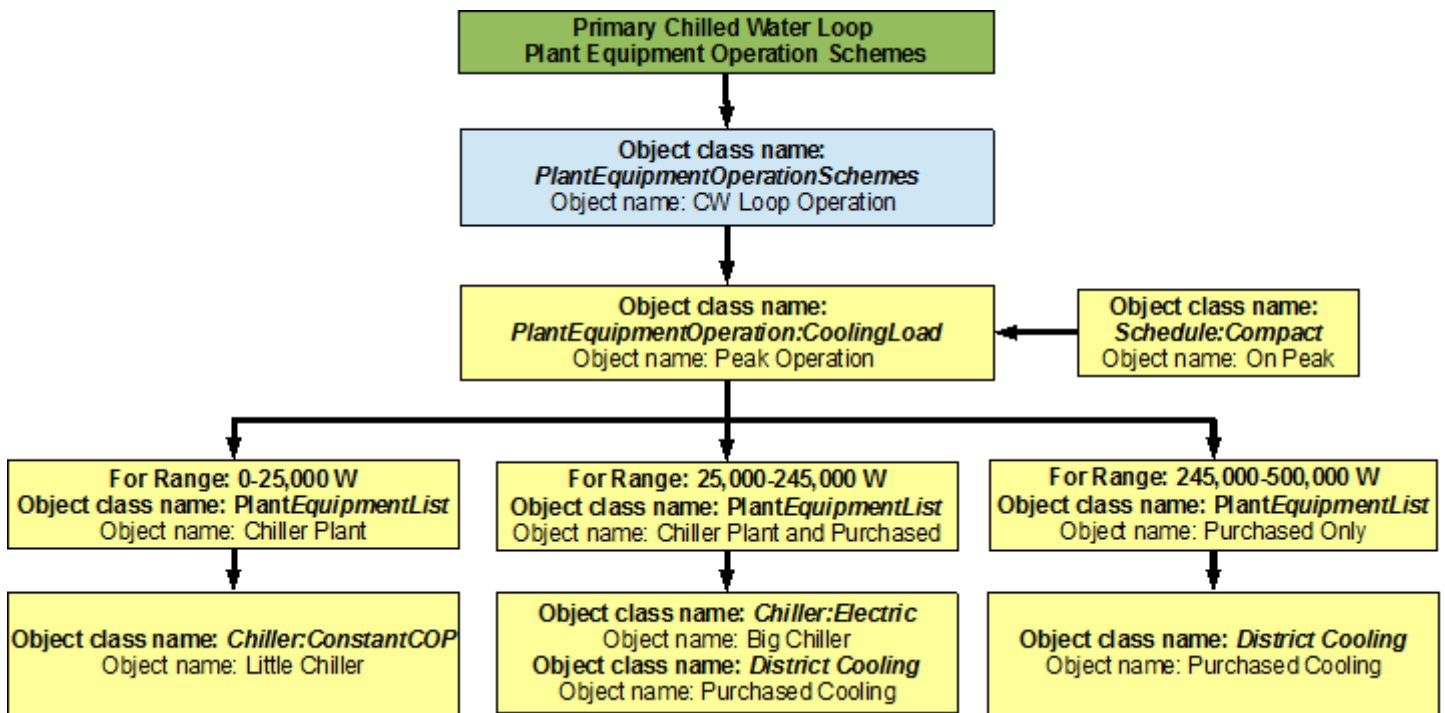 Primary Chilled Water Loop
Plant Equipment Operation Schemes
Object class name:
PlantEquipmentOperationSchemes
Object name: CW Loop Operation
Object class name:
PlantEquipmentOperation:CoolingLoad
Object name: Peak Operation
Object class name:
Schedule:Compact
Object name: On Peak
For Range: 0-25,000 W
Object class name: PlantEquipmentList
Object name: Chiller Plant
For Range: 25,000-245,000 W
Object class name: PlantEquipmentList
Object name: Chiller Plant and Purchased
For Range: 245,000-500,000 W
Object class name: PlantEquipmentList
Object name: Purchased Only
Object class name: Chiller:ConstantCOP
Object name: Little Chiller
Object class name: Chiller:Electric
Object name: Big Chiller
Object class name: District Cooling
Object name: Purchased Cooling
Object class name: District Cooling
Object name: Purchased Cooling